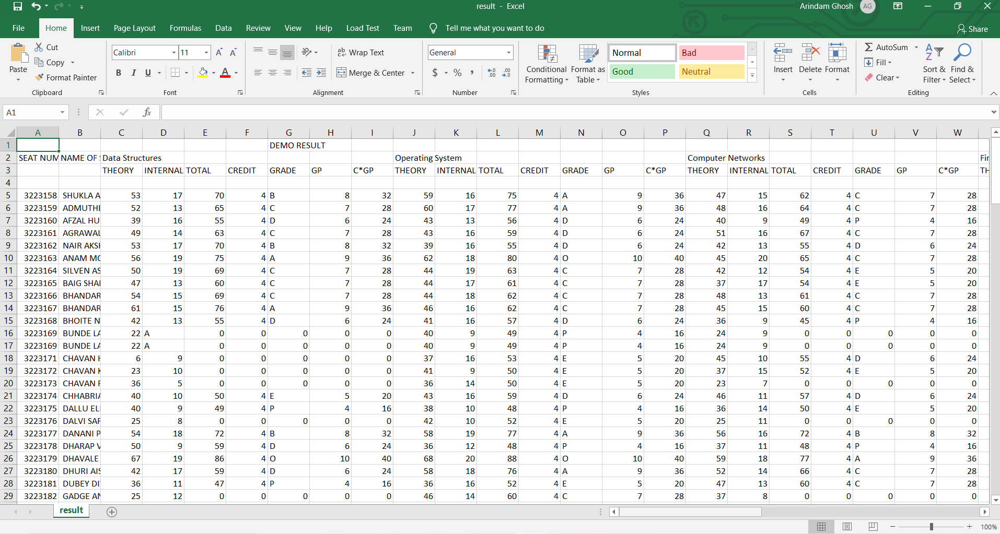 result - Excel
Arindam Ghosh AG
File Home Insert Page Layout Formulas Data Review View Help Load Test Team Tell me what you want to do Share
Paste Cut Copy Format Painter Clipboard
Calibri 11 B I U A Font
ab Wrap Text Merge & Center Alignment
General $ % Number
Conditional Formatting Format as Table Normal Bad Good Neutral Styles
Insert Delete Format Cells
AutoSum Fill Clear Sort & Filter Find & Select Editing
A1 fx
A B C D E F G H I J K L M N O P Q R S T U V W
1 DEMO RESULT
2 SEAT NUM NAME OF Data Structures Operating System Computer Networks Fir
3 THEORY INTERNAL TOTAL CREDIT GRADE GP C*GP THEORY INTERNAL TOTAL CREDIT GRADE GP C*GP THEORY INTERNAL TOTAL CREDIT GRADE GP C*GP TH
4
5 3223158 SHUKLA A 53 17 70 4 B 8 32 59 16 75 4 A 9 36 47 15 62 4 C 7 28
6 3223159 ADMUTHE 52 13 65 4 C 7 28 60 17 77 4 A 9 36 48 16 64 4 C 7 28
7 3223160 AFZAL HU 39 16 55 4 D 6 24 43 13 56 4 D 6 24 40 9 49 4 P 4 16
8 3223161 AGRAWAL 49 14 63 4 C 7 28 43 16 59 4 D 6 24 51 16 67 4 C 7 28
9 3223162 NAIR AKSH 53 17 70 4 B 8 32 39 16 55 4 D 6 24 42 13 55 4 D 6 24
10 3223163 ANAM MO 56 19 75 4 A 9 36 62 18 80 4 O 10 40 45 20 65 4 C 7 28
11 3223164 SILVEN AS 50 19 69 4 C 7 28 44 19 63 4 C 7 28 42 12 54 4 E 5 20
12 3223165 BAIG SHAI 47 13 60 4 C 7 28 44 17 61 4 C 7 28 37 17 54 4 E 5 20
13 3223166 BHANDAR 54 15 69 4 C 7 28 44 18 62 4 C 7 28 48 13 61 4 C 7 28
14 3223167 BHANDAR 61 15 76 4 A 9 36 46 16 62 4 C 7 28 45 15 60 4 C 7 28
15 3223168 BHOITE N 42 13 55 4 D 6 24 41 16 57 4 D 6 24 36 9 45 4 P 4 16
16 3223169 BUNDE LA 22 A 0 0 0 0 0 40 9 49 4 P 4 16 24 9 0 0 0 0 0
17 3223169 BUNDE LA 22 A 0 0 0 0 0 40 9 49 4 P 4 16 24 9 0 0 0 0 0
18 3223171 CHAVAN H 6 9 0 0 0 0 0 37 16 53 4 E 5 20 45 10 55 4 D 6 24
19 3223172 CHAVAN K 23 10 0 0 0 0 0 41 9 50 4 E 5 20 37 15 52 4 E 5 20
20 3223173 CHAVAN 36 5 0 0 0 0 0 36 14 50 4 E 5 20 23 7 0 0 0 0 0
21 3223174 CHHABRIA 40 10 50 4 E 5 20 43 16 59 4 D 6 24 46 11 57 4 D 6 24
22 3223175 DALLU EL 40 9 49 4 P 4 16 38 10 48 4 P 4 16 36 14 50 4 E 5 20
23 3223176 DALVI SAR 25 8 0 0 0 0 0 42 10 52 4 E 5 20 25 11 0 0 0 0 0
24 3223177 DANANI P 54 18 72 4 B 8 32 58 19 77 4 A 9 36 56 16 72 4 B 8 32
25 3223178 DHARAP V 50 9 59 4 D 6 24 36 12 48 4 P 4 16 37 11 48 4 P 4 16
26 3223179 DHAVALE 67 19 86 4 O 10 40 68 20 88 4 O 10 40 59 18 77 4 A 9 36
27 3223180 DHURI AIS 42 17 59 4 D 6 24 58 18 76 4 A 9 36 52 14 66 4 C 7 28
28 3223181 DUBEY DI 36 11 47 4 P 4 16 36 16 52 4 E 5 20 47 13 60 4 C 7 28
29 3223182 GADGE AN 25 12 0 0 0 0 0 46 14 60 4 C 7 28 37 8 0 0 0 0 0
result
100%